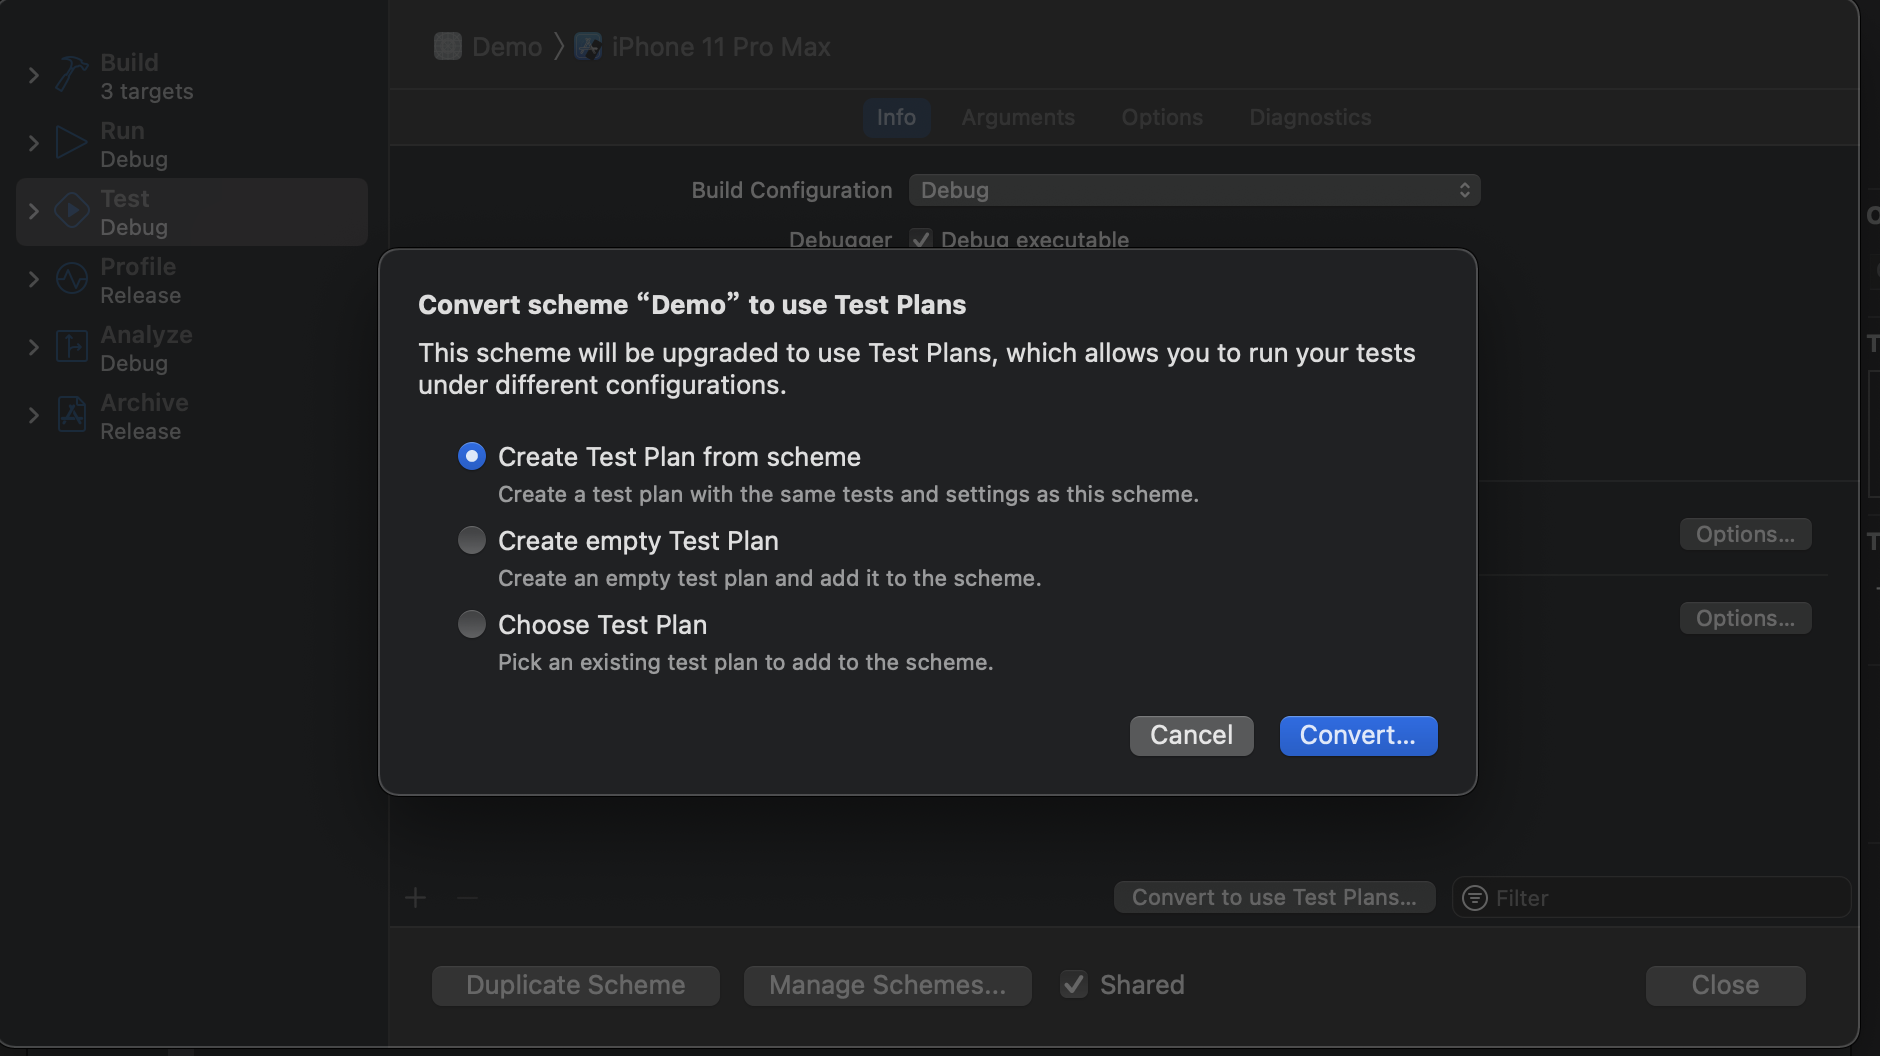 Build
3 targets
Run
Debug
Test
Debug
Profile
Release
Analyze
Debug
Archive
Release
Demo
iPhone 11 Pro Max
Info
Arguments
Options
Diagnostics
Build Configuration
Debug
Debugger
Debug executable
Convert scheme “Demo” to use Test Plans
This scheme will be upgraded to use Test Plans, which allows you to run your tests
under different configurations.
Create Test Plan from scheme
Create a test plan with the same tests and settings as this scheme.
Create empty Test Plan
Create an empty test plan and add it to the scheme.
Choose Test Plan
Pick an existing test plan to add to the scheme.
Cancel
Convert...
Options...
Options...
Convert to use Test Plans...
Filter
Duplicate Scheme
Manage Schemes...
Shared
Close